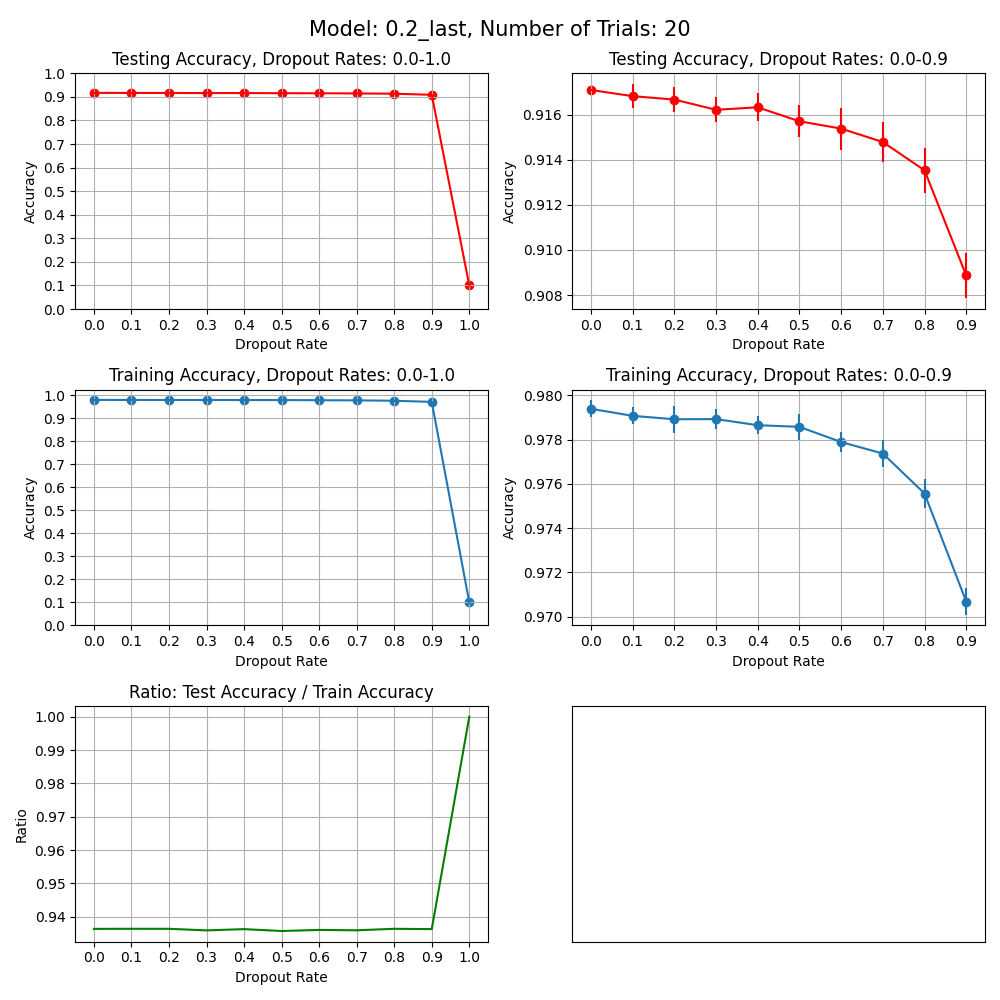 Model: 0.2_last, Number of Trials: 20
Testing Accuracy, Dropout Rates: 0.0-1.0
1.0
0.9
0.8
0.7
0.6
0.5
0.4
0.3
0.2
0.1
0.0
Accuracy
0.0 0.1 0.2 0.3 0.4 0.5 0.6 0.7 0.8 0.9 1.0
Dropout Rate
Testing Accuracy, Dropout Rates: 0.0-0.9
0.916
0.914
0.912
0.910
0.908
Accuracy
0.0 0.1 0.2 0.3 0.4 0.5 0.6 0.7 0.8 0.9
Dropout Rate
Training Accuracy, Dropout Rates: 0.0-1.0
1.0
0.9
0.8
0.7
0.6
0.5
0.4
0.3
0.2
0.1
0.0
Accuracy
0.0 0.1 0.2 0.3 0.4 0.5 0.6 0.7 0.8 0.9 1.0
Dropout Rate
Training Accuracy, Dropout Rates: 0.0-0.9
0.980
0.978
0.976
0.974
0.972
0.970
Accuracy
0.0 0.1 0.2 0.3 0.4 0.5 0.6 0.7 0.8 0.9
Dropout Rate
Ratio: Test Accuracy / Train Accuracy
1.00
0.99
0.98
0.97
0.96
0.95
0.94
Ratio
0.0 0.1 0.2 0.3 0.4 0.5 0.6 0.7 0.8 0.9 1.0
Dropout Rate